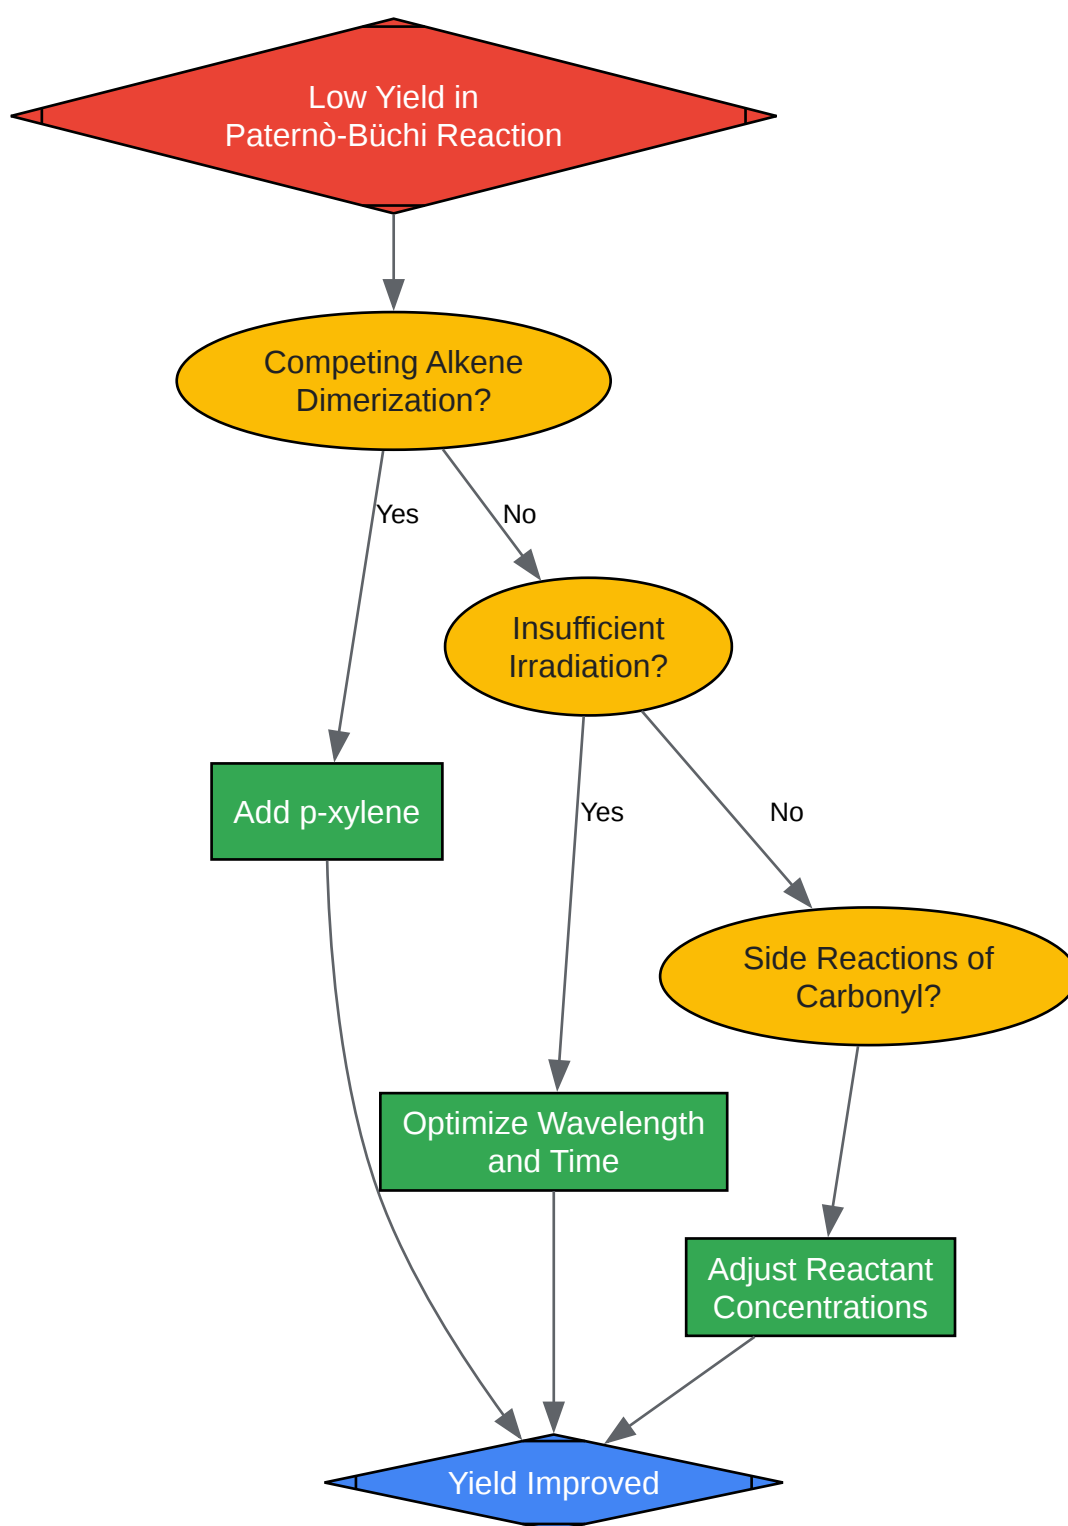 Low Yield in
Paternò-Büchi Reaction
Competing Alkene
Dimerization?
Yes
No
Insufficient
Irradiation?
Add p-xylene
Yes
No
Side Reactions of
Carbonyl?
Optimize Wavelength
and Time
Adjust Reactant
Concentrations
Yield Improved